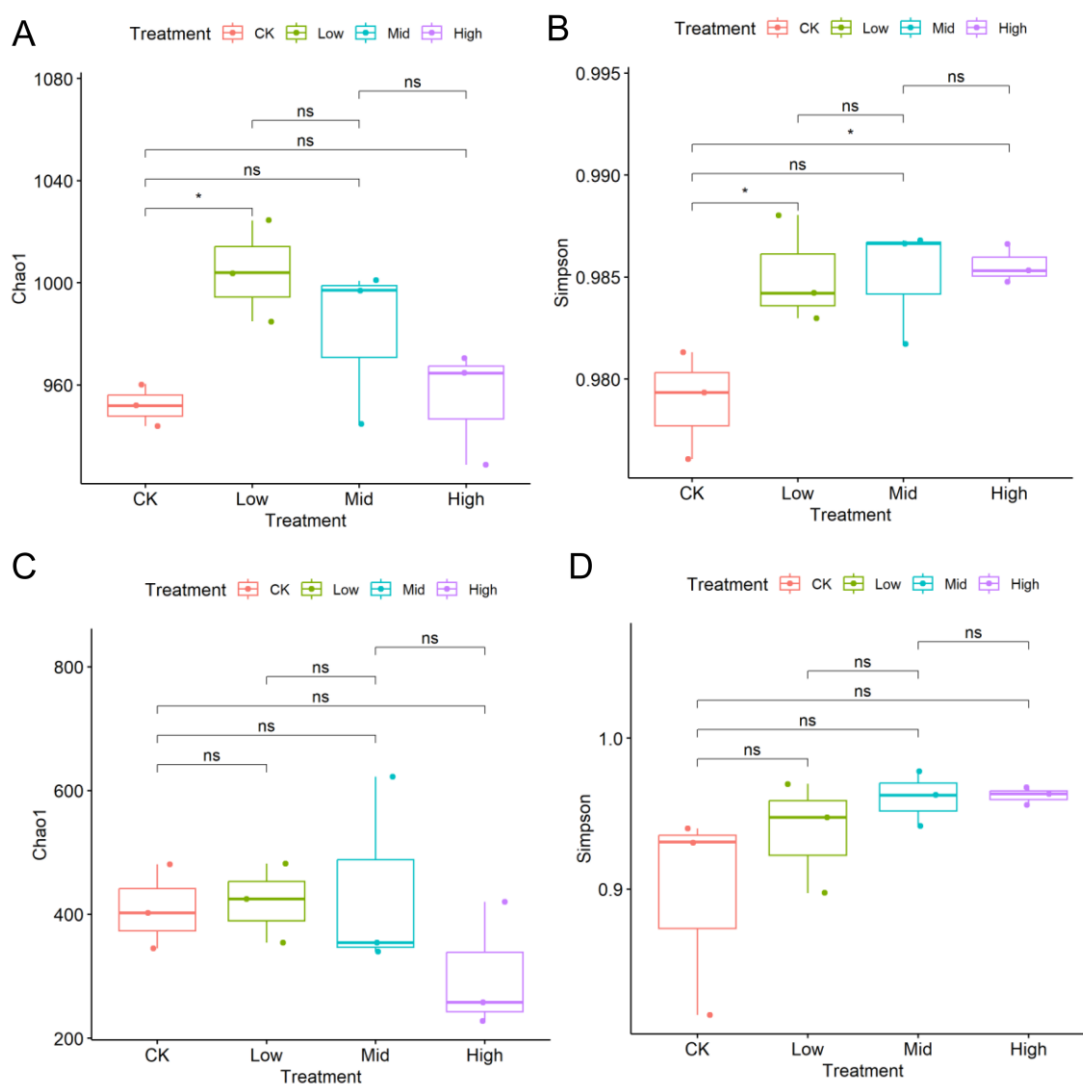 A
Treatment CK Low Mid High
1080
1040
1000
960
Chao1
ns
ns
ns
ns
*
CK Low Mid High
Treatment
B
Treatment CK Low Mid High
0.995
0.990
0.985
0.980
Simpson
ns
ns
*
ns
*
CK Low Mid High
Treatment
C
Treatment CK Low Mid High
800
600
400
200
Chao1
ns
ns
ns
ns
ns
CK Low Mid High
Treatment
D
Treatment CK Low Mid High
1.0
0.9
Simpson
ns
ns
ns
ns
ns
CK Low Mid High
Treatment